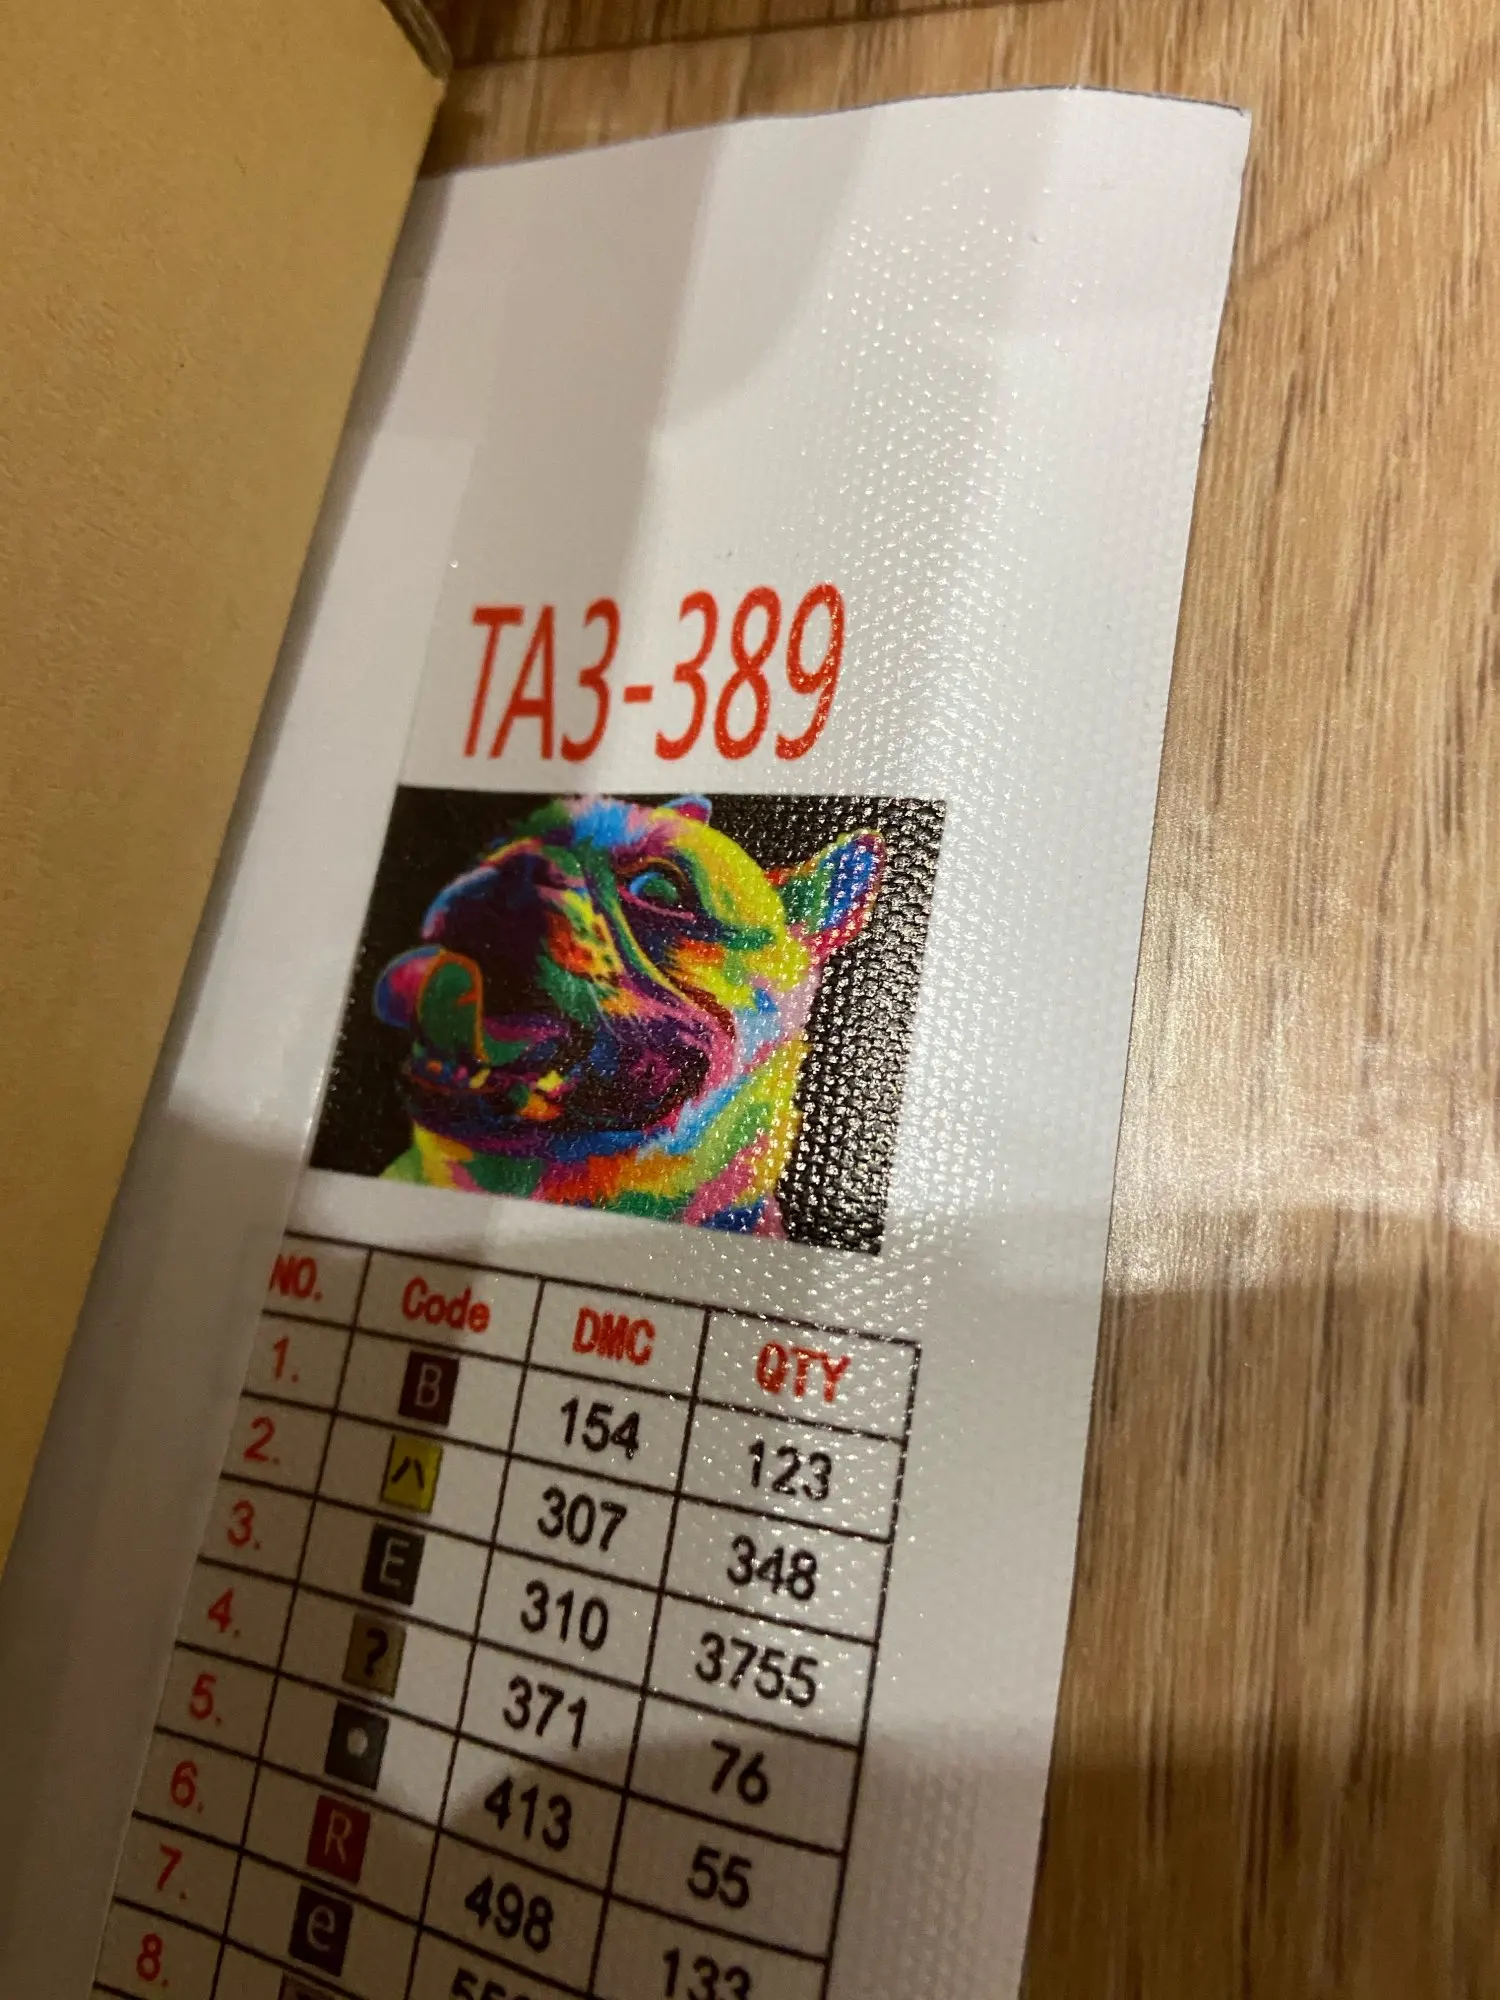 TA3-389
NO. Code DMC QTY
1. B 154 123
2. ハ 307 348
3. E 310 3755
4. ? 371 76
5. ● 413 55
6. R 498 133
7. e
8.